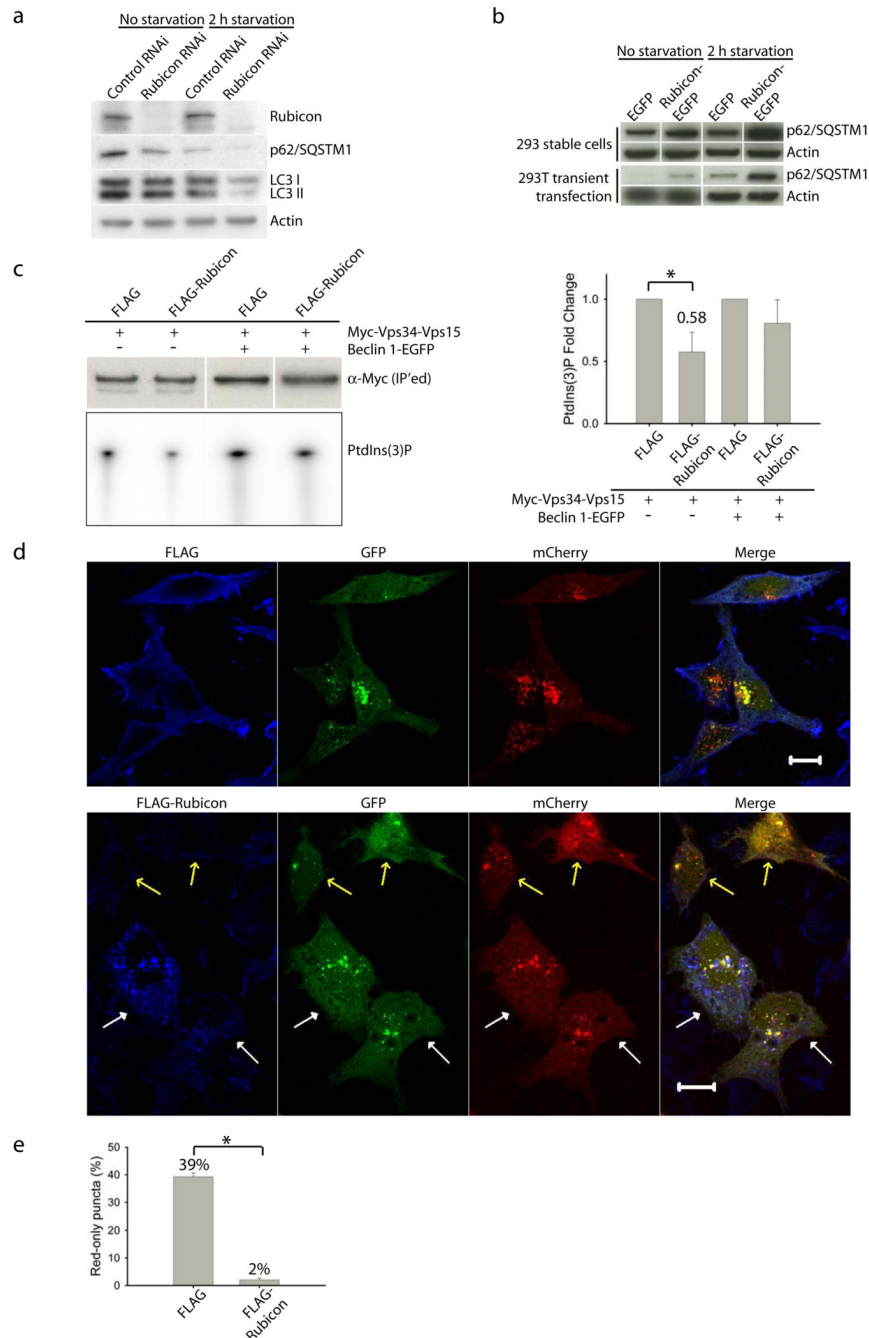 a
No starvation 2 h starvation
Control RNAi
Rubicon RNAi
Control RNAi
Rubicon RNAi
Rubicon
p62/SQSTM1
LC3 I
LC3 II
Actin
b
No starvation 2 h starvation
EGFP
Rubicon-EGFP
EGFP
Rubicon-EGFP
293 stable cells
p62/SQSTM1
Actin
293T transient transfection
p62/SQSTM1
Actin
c
FLAG
FLAG-Rubicon
FLAG
FLAG-Rubicon
+ + + + Myc-Vps34-Vps15
- - + + Beclin 1-EGFP
α-Myc (IP'ed)
PtdIns(3)P
PtdIns(3)P Fold Change
1.0
0.5
0.0
*
0.58
FLAG
FLAG-Rubicon
FLAG
FLAG-Rubicon
Myc-Vps34-Vps15 + + + +
Beclin 1-EGFP - - + +
d
FLAG GFP mCherry Merge
FLAG-Rubicon GFP mCherry Merge
e
Red-only puncta (%)
50
40
30
20
10
0
*
39%
2%
FLAG
FLAG-Rubicon